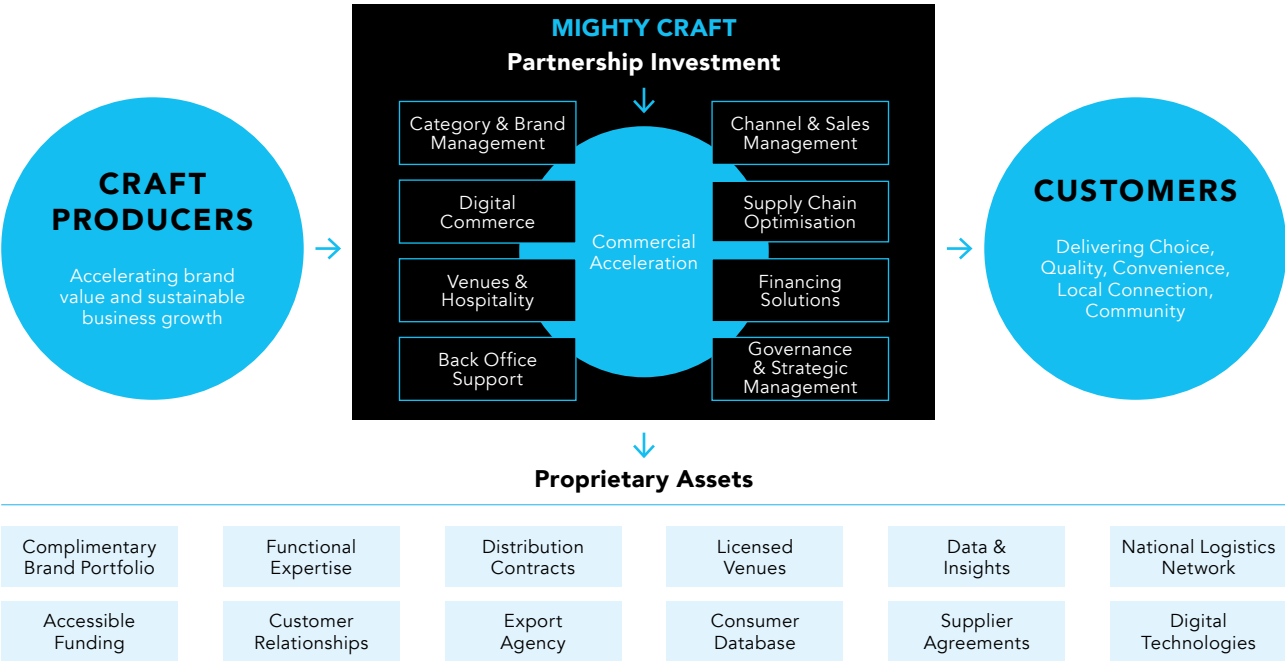 MIGHTY CRAFT
Partnership Investment
CRAFT
PRODUCERS
Accelerating brand
value and sustainable
business growth
Category & Brand
Management
Channel & Sales
Management
Digital
Commerce
Supply Chain
Optimisation
Commercial
Acceleration
Venues &
Hospitality
Financing
Solutions
Back Office
Support
Governance
& Strategic
Management
CUSTOMERS
Delivering Choice,
Quality, Convenience,
Local Connection,
Community
Proprietary Assets
Complimentary
Brand Portfolio
Functional
Expertise
Distribution
Contracts
Licensed
Venues
Data &
Insights
National Logistics
Network
Accessible
Funding
Customer
Relationships
Export
Agency
Consumer
Database
Supplier
Agreements
Digital
Technologies